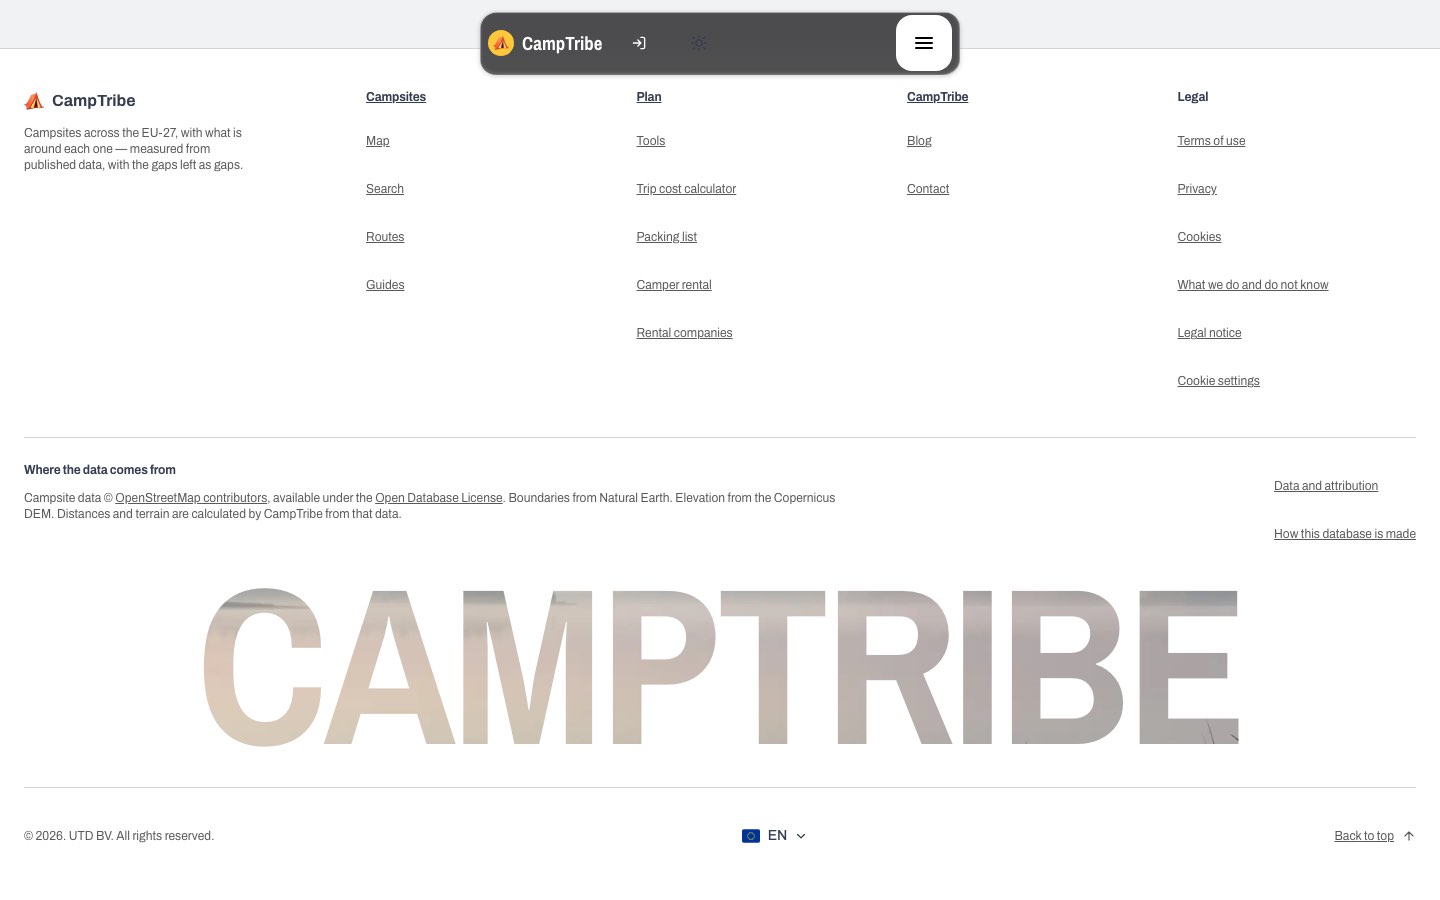 CampTribe
CampTribe
Campsites across the EU-27, with what is
around each one — measured from
published data, with the gaps left as gaps.
Campsites
Map
Search
Routes
Guides
Plan
Tools
Trip cost calculator
Packing list
Camper rental
Rental companies
CampTribe
Blog
Contact
Legal
Terms of use
Privacy
Cookies
What we do and do not know
Legal notice
Cookie settings
Where the data comes from
Campsite data © OpenStreetMap contributors, available under the Open Database License. Boundaries from Natural Earth. Elevation from the Copernicus
DEM. Distances and terrain are calculated by CampTribe from that data.
Data and attribution
How this database is made
CAMPTRIBE
© 2026. UTD BV. All rights reserved.
EN
Back to top